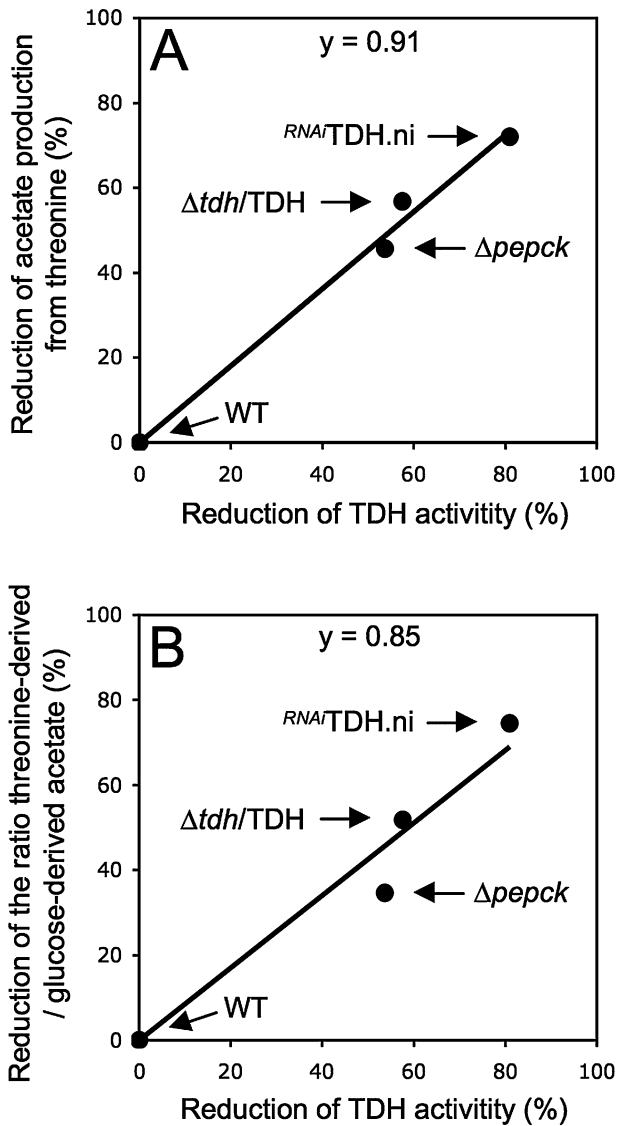 A
y = 0.91
Reduction of acetate production
from threonine (%)
100
80
60
40
20
0
RNAiTDH.ni
Δtdh/TDH
Δpepck
WT
0 20 40 60 80 100
Reduction of TDH activitity (%)
B
y = 0.85
Reduction of the ratio threonine-derived
/ glucose-derived acetate (%)
100
80
60
40
20
0
RNAiTDH.ni
Δtdh/TDH
Δpepck
WT
0 20 40 60 80 100
Reduction of TDH activitity (%)